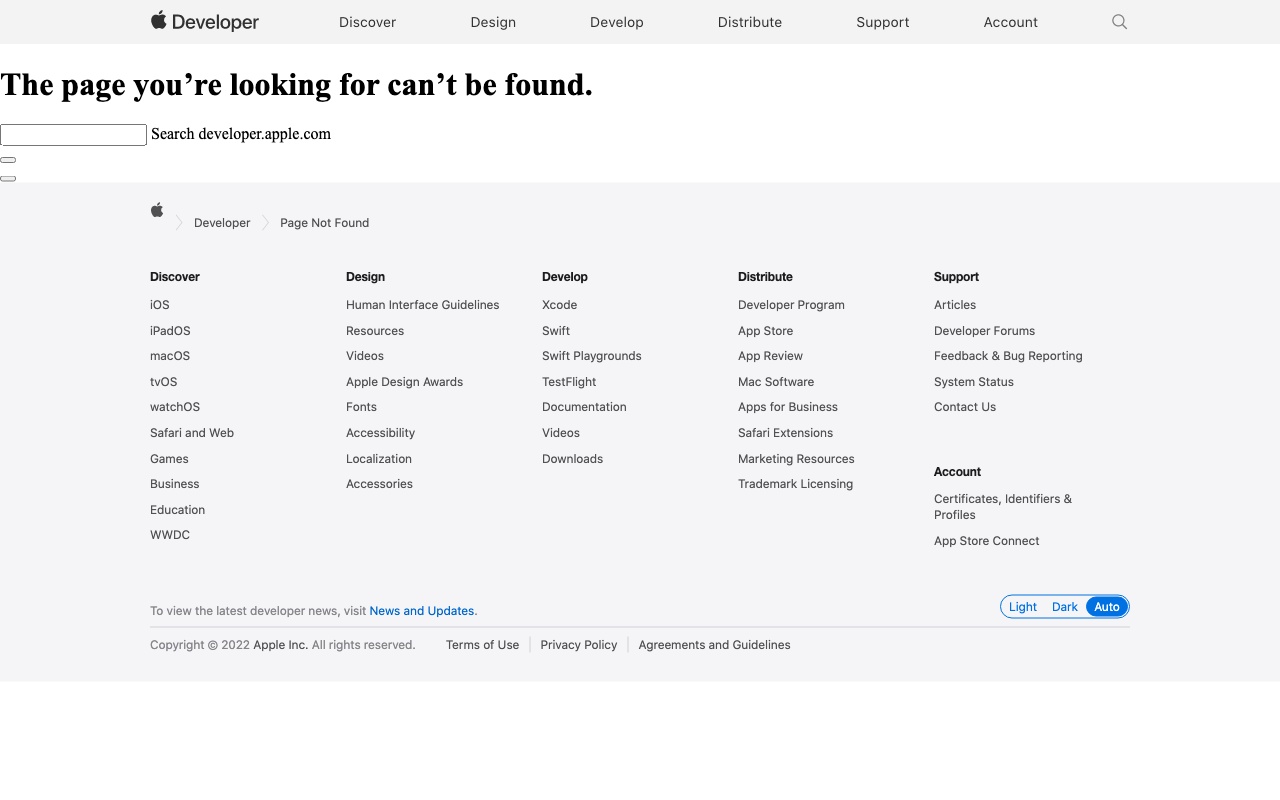 Developer
Discover
Design
Develop
Distribute
Support
Account
The page you’re looking for can’t be found.
Search developer.apple.com
Developer
Page Not Found
Discover
iOS
iPadOS
macOS
tvOS
watchOS
Safari and Web
Games
Business
Education
WWDC
Design
Human Interface Guidelines
Resources
Videos
Apple Design Awards
Fonts
Accessibility
Localization
Accessories
Develop
Xcode
Swift
Swift Playgrounds
TestFlight
Documentation
Videos
Downloads
Distribute
Developer Program
App Store
App Review
Mac Software
Apps for Business
Safari Extensions
Marketing Resources
Trademark Licensing
Support
Articles
Developer Forums
Feedback & Bug Reporting
System Status
Contact Us
Account
Certificates, Identifiers &
Profiles
App Store Connect
To view the latest developer news, visit News and Updates.
Light
Dark
Auto
Copyright © 2022 Apple Inc. All rights reserved.
Terms of Use
Privacy Policy
Agreements and Guidelines